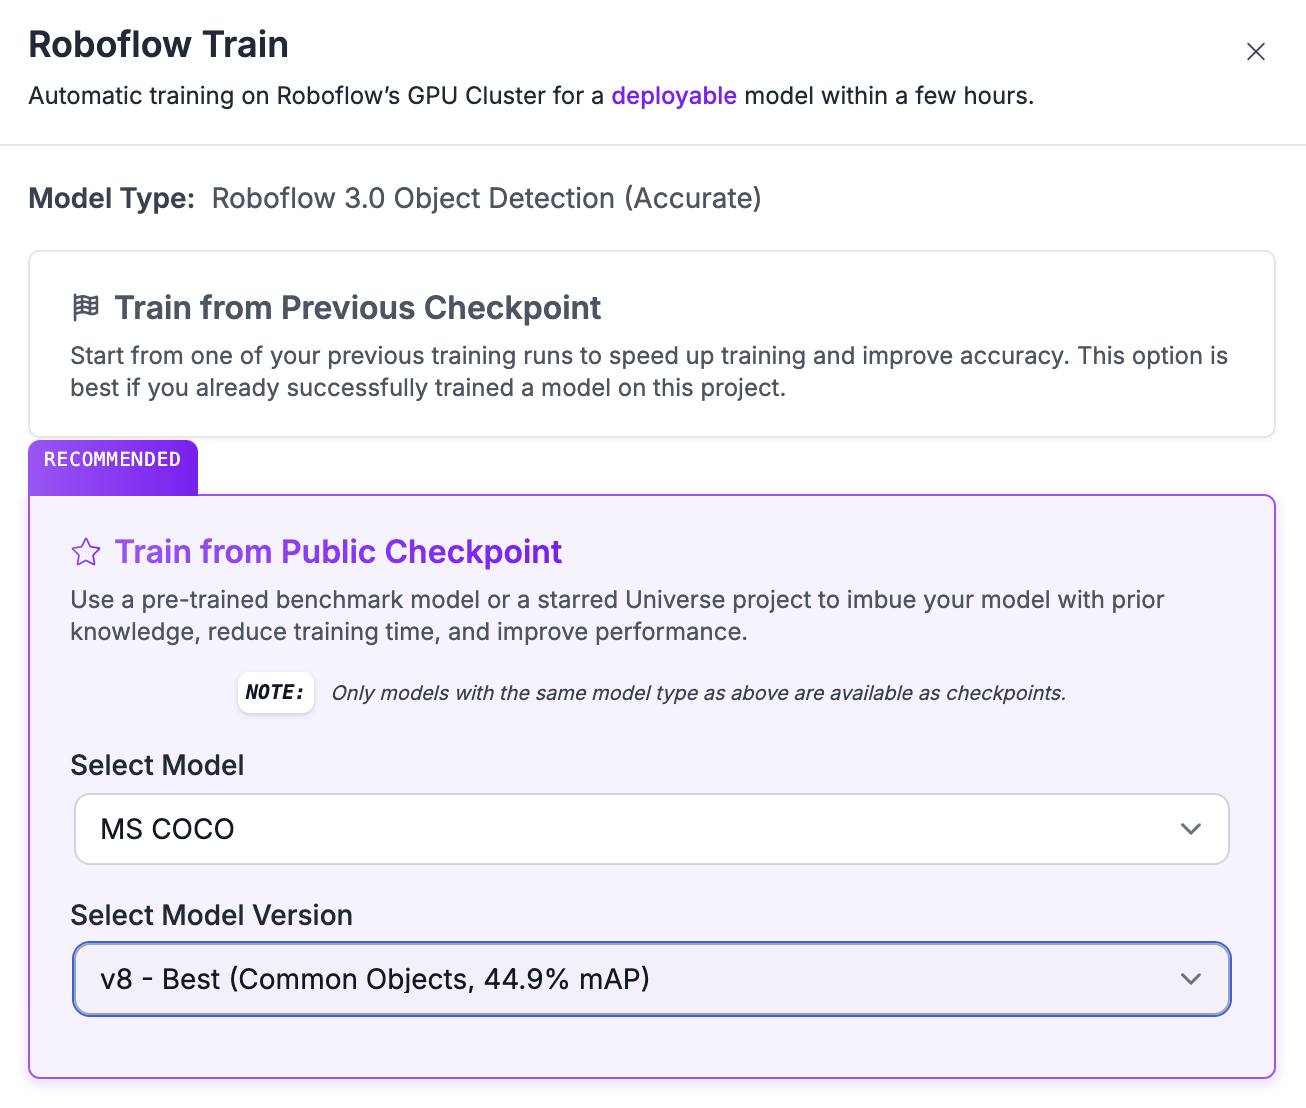 Roboflow Train
Automatic training on Roboflow’s GPU Cluster for a deployable model within a few hours.
Model Type: Roboflow 3.0 Object Detection (Accurate)
Train from Previous Checkpoint
Start from one of your previous training runs to speed up training and improve accuracy. This option is
best if you already successfully trained a model on this project.
RECOMMENDED
Train from Public Checkpoint
Use a pre-trained benchmark model or a starred Universe project to imbue your model with prior
knowledge, reduce training time, and improve performance.
NOTE: Only models with the same model type as above are available as checkpoints.
Select Model
MS COCO
Select Model Version
v8 - Best (Common Objects, 44.9% mAP)